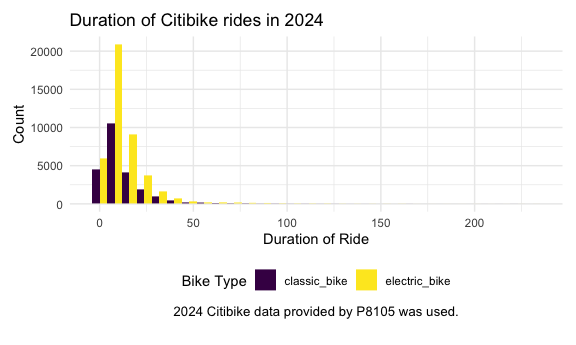 Duration of Citibike rides in 2024
20000
15000
10000
5000
0
Count
0 50 100 150 200
Duration of Ride
Bike Type classic_bike electric_bike
2024 Citibike data provided by P8105 was used.